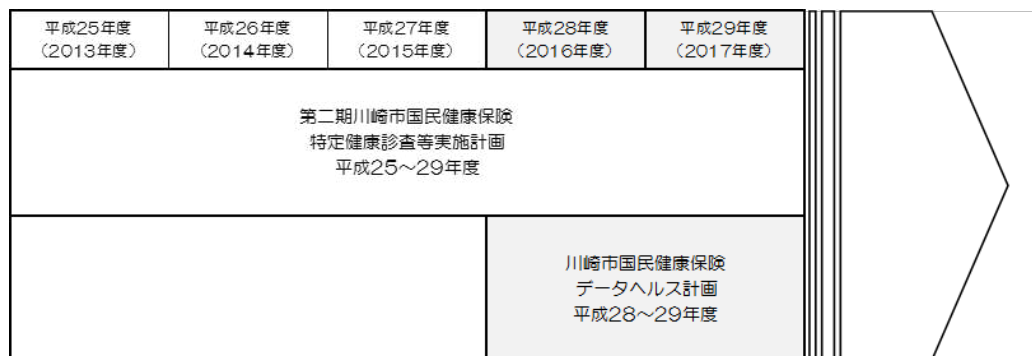 平成25年度
（2013年度）
平成26年度
（2014年度）
平成27年度
（2015年度）
平成28年度
（2016年度）
平成29年度
（2017年度）
第二期川崎市国民健康保険
特定健康診査等実施計画
平成25～29年度
川崎市国民健康保険
データヘルス計画
平成28～29年度